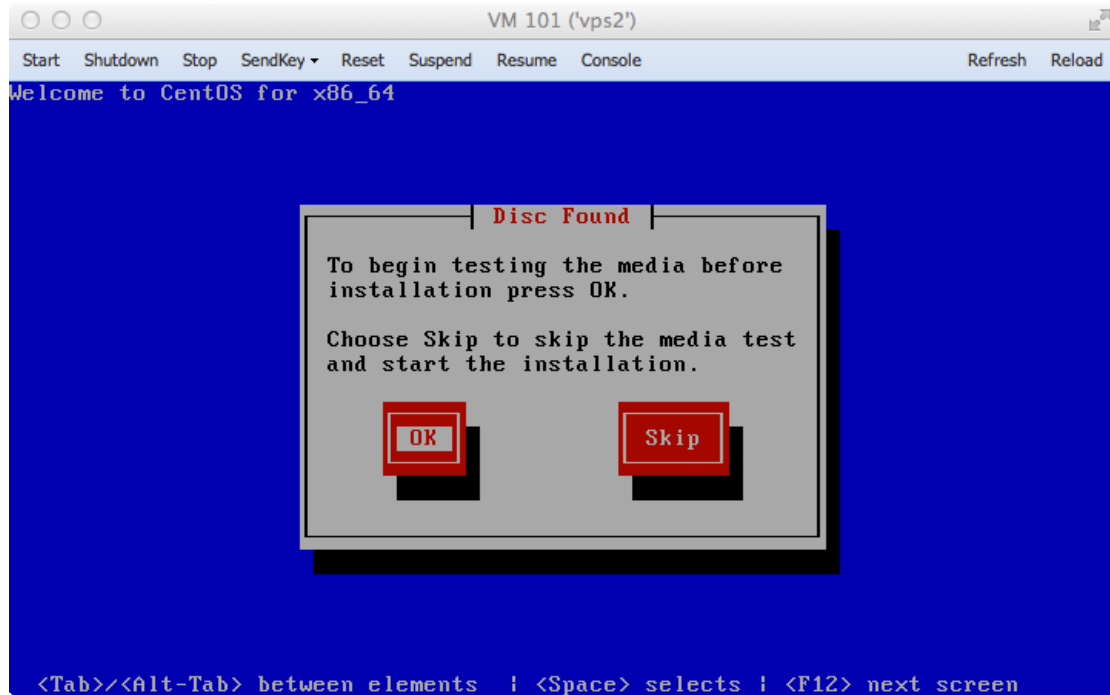 VM 101 ('vps2')
Start Shutdown Stop SendKey Reset Suspend Resume Console Refresh Reload
Welcome to CentOS for x86_64
Disc Found
To begin testing the media before
installation press OK.
Choose Skip to skip the media test
and start the installation.
OK Skip
<Tab>/<Alt-Tab> between elements | <Space> selects | <F12> next screen